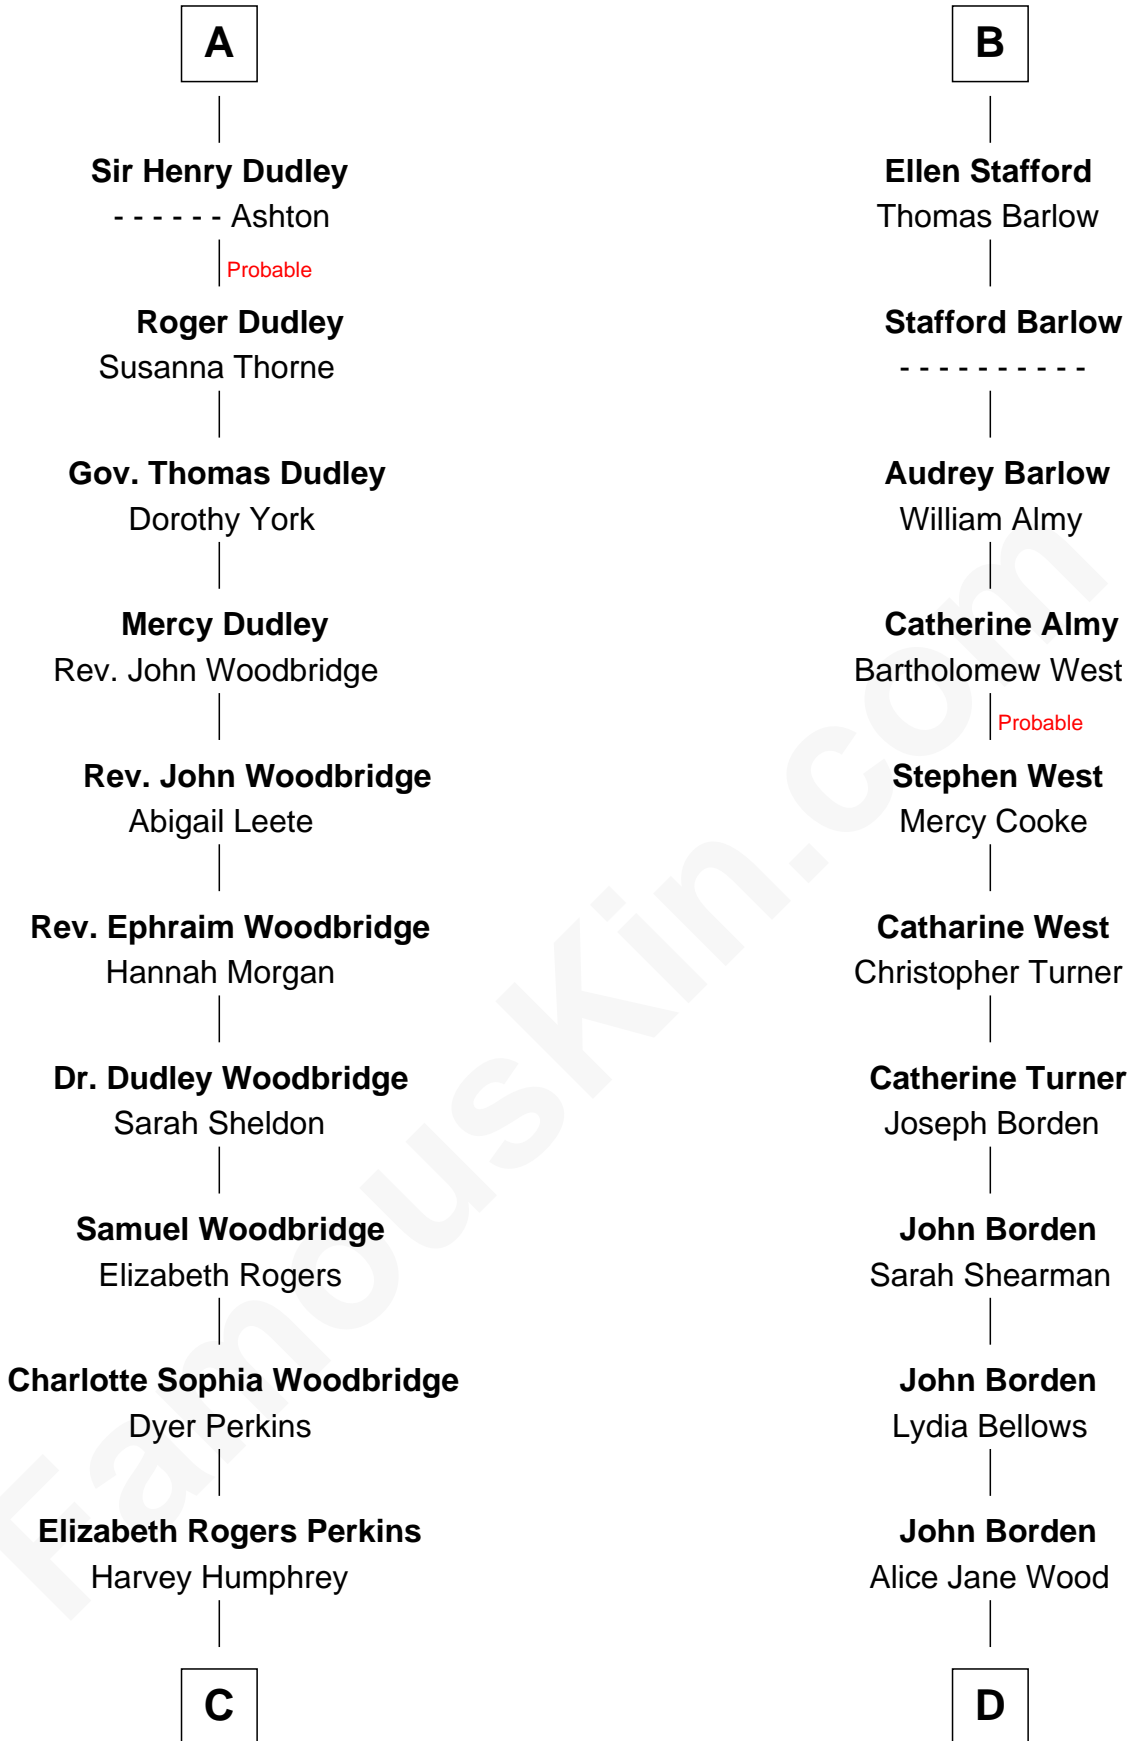 A
Sir Henry Dudley
- - - - - - Ashton
Probable
Roger Dudley
Susanna Thorne
Gov. Thomas Dudley
Dorothy York
Mercy Dudley
Rev. John Woodbridge
Rev. John Woodbridge
Abigail Leete
Rev. Ephraim Woodbridge
Hannah Morgan
Dr. Dudley Woodbridge
Sarah Sheldon
Samuel Woodbridge
Elizabeth Rogers
Charlotte Sophia Woodbridge
Dyer Perkins
Elizabeth Rogers Perkins
Harvey Humphrey
C
B
Ellen Stafford
Thomas Barlow
Stafford Barlow
- - - - - - - - - -
Audrey Barlow
William Almy
Catherine Almy
Bartholomew West
Probable
Stephen West
Mercy Cooke
Catharine West
Christopher Turner
Catherine Turner
Joseph Borden
John Borden
Sarah Shearman
John Borden
Lydia Bellows
John Borden
Alice Jane Wood
D
FamousKin.com